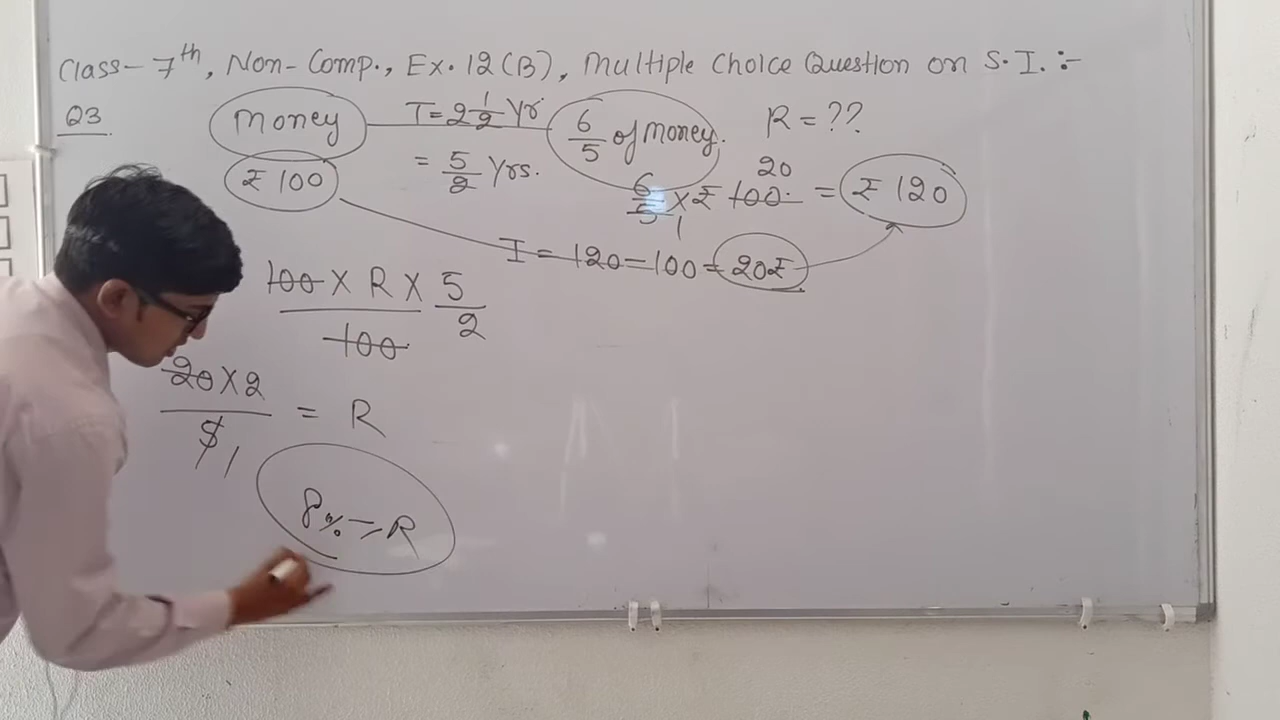 Class- 7th, Non- Comp., Ex. 12 (B), Multiple Choice Question on S. I. :-
Q3
Money T= 2 1/2 Yr. 6/5 of money. R = ??
₹ 100 = 5/2 Yrs. 20
6/5 x ₹ 100. = ₹ 120
1
I = 120 - 100 = 20₹
100 X R X 5/2
100
20 X 2 / 5 = R
1
8% = R